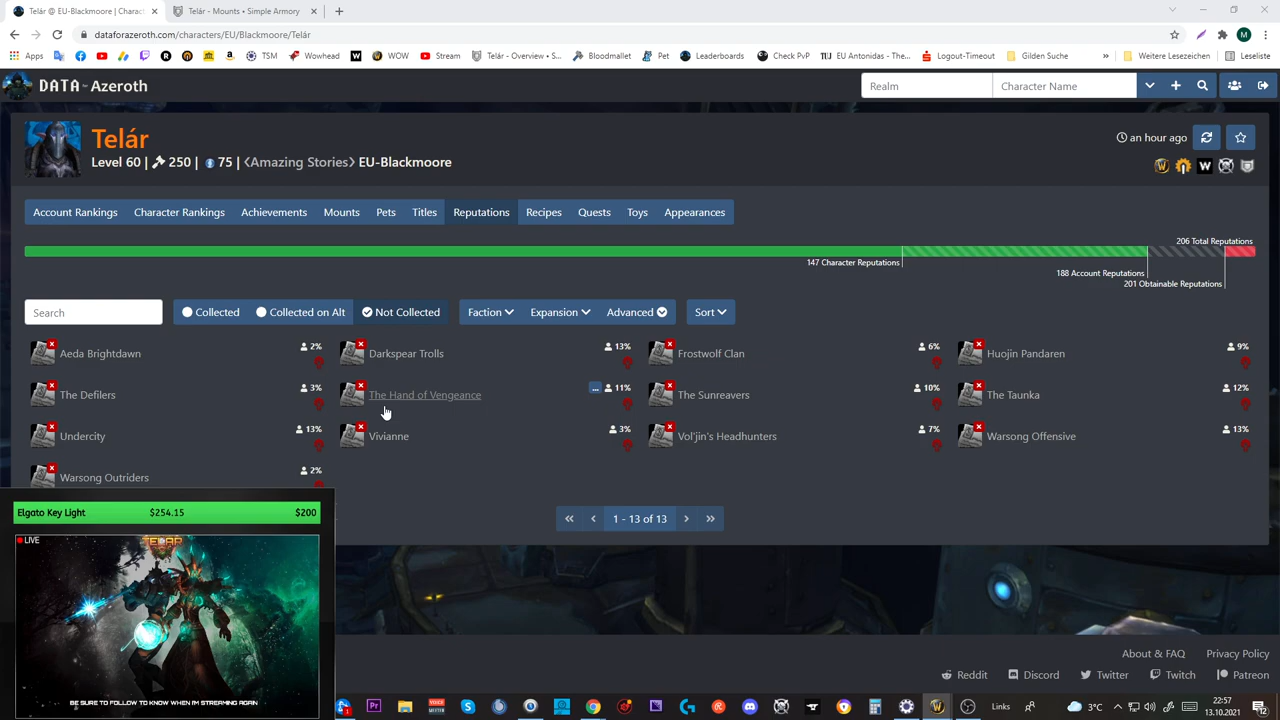 Telár @ EU-Blackmoore | Charac
Telár - Mounts • Simple Armory
dataforazeroth.com/characters/EU/Blackmoore/Telár
Apps
TSM
Wowhead
WOW
Stream
Telár - Overview • S...
Bloodmallet
Pet
Leaderboards
Check PvP
EU Antonidas - The...
Logout-Timeout
Gilden Suche
»
Weitere Lesezeichen
Leseliste
DATA for Azeroth
Realm
Character Name
Telár
an hour ago
Level 60 | 250 | 75 | <Amazing Stories> EU-Blackmoore
Account Rankings
Character Rankings
Achievements
Mounts
Pets
Titles
Reputations
Recipes
Quests
Toys
Appearances
206 Total Reputations
147 Character Reputations
188 Account Reputations
201 Obtainable Reputations
Search
Collected
Collected on Alt
Not Collected
Faction
Expansion
Advanced
Sort
Aeda Brightdawn 2%
Darkspear Trolls 13%
Frostwolf Clan 6%
Huojin Pandaren 9%
The Defilers 3%
The Hand of Vengeance ... 11%
The Sunreavers 10%
The Taunka 12%
Undercity 13%
Vivianne 3%
Vol'jin's Headhunters 7%
Warsong Offensive 13%
Warsong Outriders 2%
« ‹ 1 - 13 of 13 › »
Elgato Key Light $254.15 $200
LIVE
TELAR
BE SURE TO FOLLOW TO KNOW WHEN I'M STREAMING AGAIN
About & FAQ
Privacy Policy
Reddit
Discord
Twitter
Twitch
Patreon
Links
3°C
22:57
13.10.2021